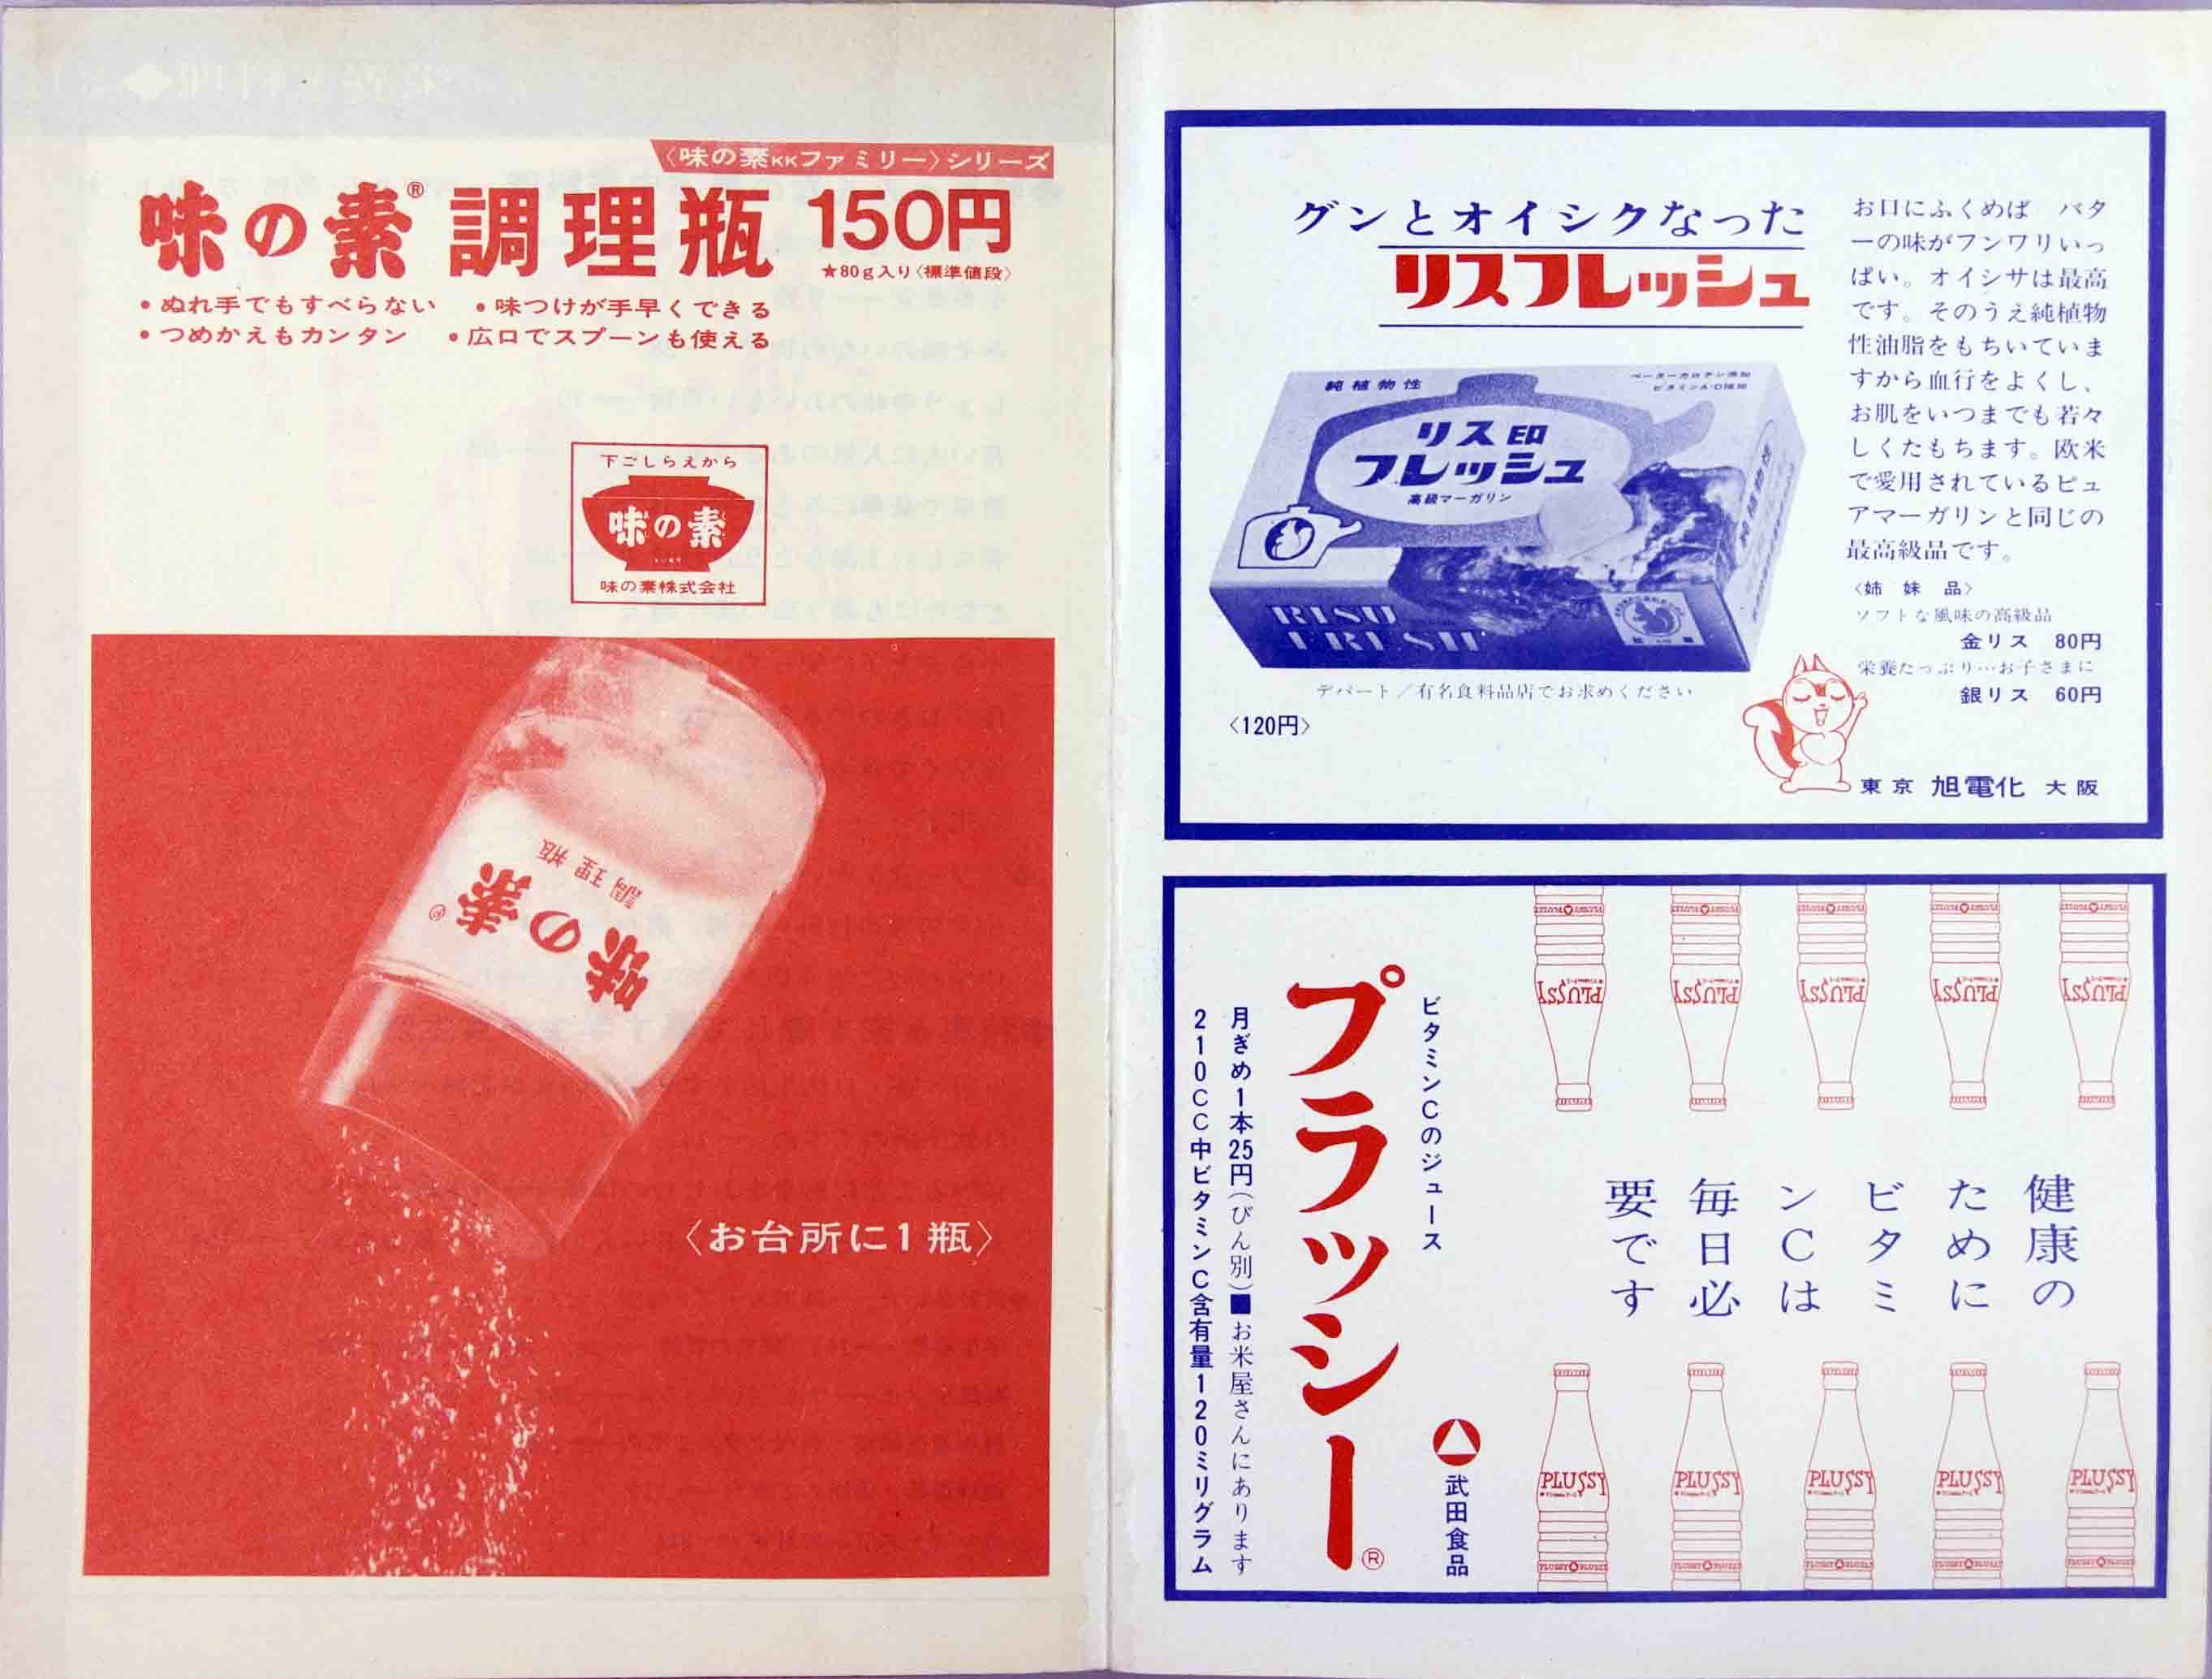 〈味の素KKファミリー〉シリーズ
味の素® 調理瓶 150円
★80g入り〈標準値段〉
• ぬれ手でもすべらない • 味つけが手早くできる
• つめかえもカンタン • 広口でスプーンも使える
下ごしらえから
味の素
味の素株式会社
味の素®
調理瓶
〈お台所に1瓶〉
グンとオイシクなった
リスフレッシュ
純植物性
リス印
フレッシュ
高級マーガリン
RISU
FRESH
デパート/有名食料品店でお求めください
〈120円〉
お口にふくめば バタ
ーの味がフンワリいっ
ぱい。オイシサは最高
です。そのうえ純植物
性油脂をもちいていま
すから血行をよくし、
お肌をいつまでも若々
しくたもちます。欧米
で愛用されているピュ
アマーガリンと同じの
最高級品です。
〈姉妹品〉
ソフトな風味の高級品
金リス 80円
栄養たっぷり…お子さまに
銀リス 60円
東京 旭電化 大阪
PLUSSY PLUSSY PLUSSY PLUSSY PLUSSY
健康の
ために
ビタミ
ンCは
毎日必
要です
PLUSSY PLUSSY PLUSSY PLUSSY PLUSSY
ビタミンCのジュース
武田食品
プラッシー®
月ぎめ1本25円(びん別)■お米屋さんにあります
210CC中ビタミンC含有量120ミリグラム